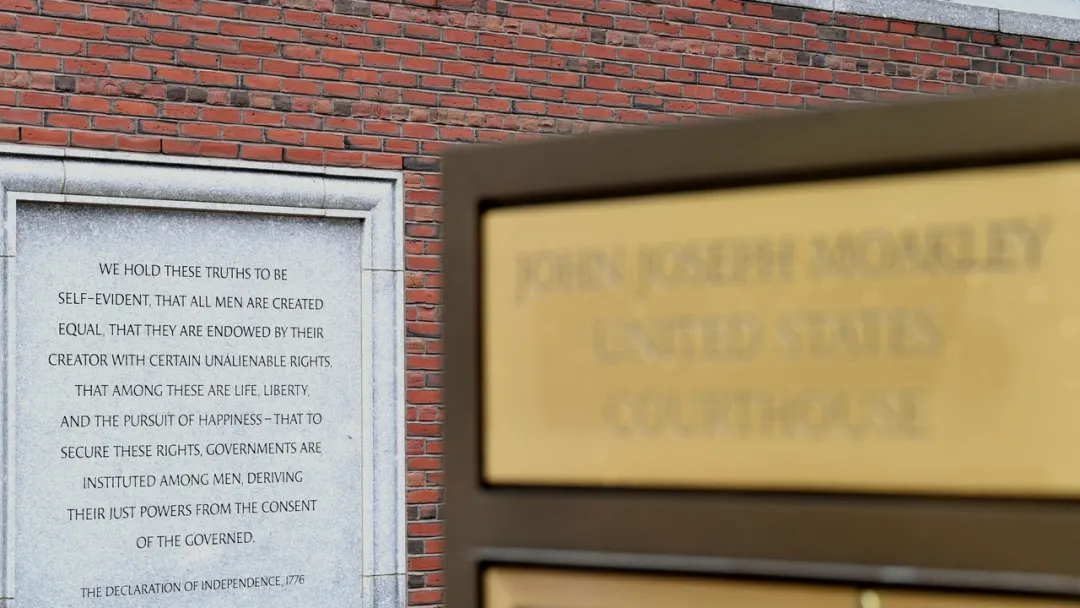 WE HOLD THESE TRUTHS TO BE
SELF-EVIDENT, THAT ALL MEN ARE CREATED
EQUAL, THAT THEY ARE ENDOWED BY THEIR
CREATOR WITH CERTAIN UNALIENABLE RIGHTS,
THAT AMONG THESE ARE LIFE, LIBERTY,
AND THE PURSUIT OF HAPPINESS–THAT TO
SECURE THESE RIGHTS, GOVERNMENTS ARE
INSTITUTED AMONG MEN, DERIVING
THEIR JUST POWERS FROM THE CONSENT
OF THE GOVERNED.
THE DECLARATION OF INDEPENDENCE, 1776
JOHN JOSEPH MOAKLEY
UNITED STATES
COURTHOUSE